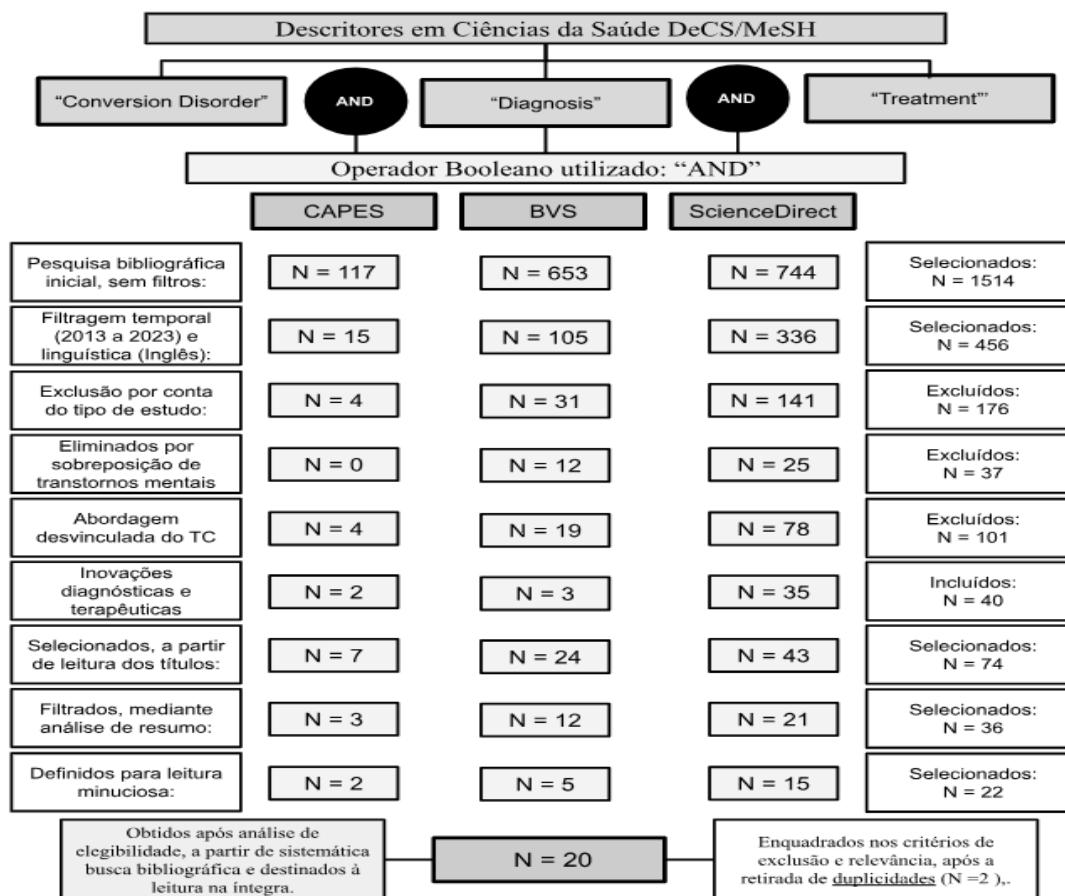 Descritores em Ciências da Saúde DeCS/MeSH
“Conversion Disorder”
AND
“Diagnosis”
AND
“Treatment”’
Operador Booleano utilizado: “AND”
CAPES
BVS
ScienceDirect
Pesquisa bibliográfica
inicial, sem filtros:
N = 117
N = 653
N = 744
Selecionados:
N = 1514
Filtragem temporal
(2013 a 2023) e
linguística (Inglês):
N = 15
N = 105
N = 336
Selecionados:
N = 456
Exclusão por conta
do tipo de estudo:
N = 4
N = 31
N = 141
Excluídos:
N = 176
Eliminados por
sobreposição de
transtornos mentais
N = 0
N = 12
N = 25
Excluídos:
N = 37
Abordagem
desvinculada do TC
N = 4
N = 19
N = 78
Excluídos:
N = 101
Inovações
diagnósticas e
terapêuticas
N = 2
N = 3
N = 35
Incluídos:
N = 40
Selecionados, a partir
de leitura dos títulos:
N = 7
N = 24
N = 43
Selecionados:
N = 74
Filtrados, mediante
análise de resumo:
N = 3
N = 12
N = 21
Selecionados:
N = 36
Definidos para leitura
minuciosa:
N = 2
N = 5
N = 15
Selecionados:
N = 22
Obtidos após análise de
elegibilidade, a partir de sistemática
busca bibliográfica e destinados à
leitura na íntegra.
N = 20
Enquadrados nos critérios de
exclusão e relevância, após a
retirada de duplicidades (N =2 ),.